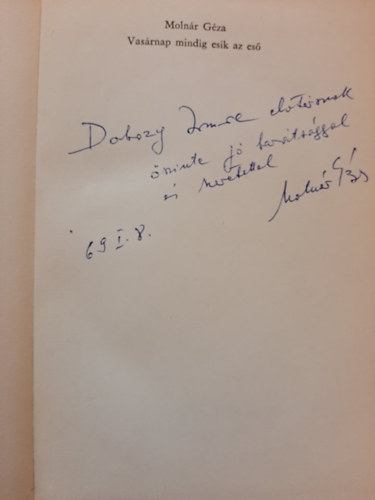 Molnár Géza
Vasárnap mindig esik az eső
Dobozy Imre elvtársnak
őszinte jó barátsággal
és szeretettel
Molnár Géza
69 I. 8.